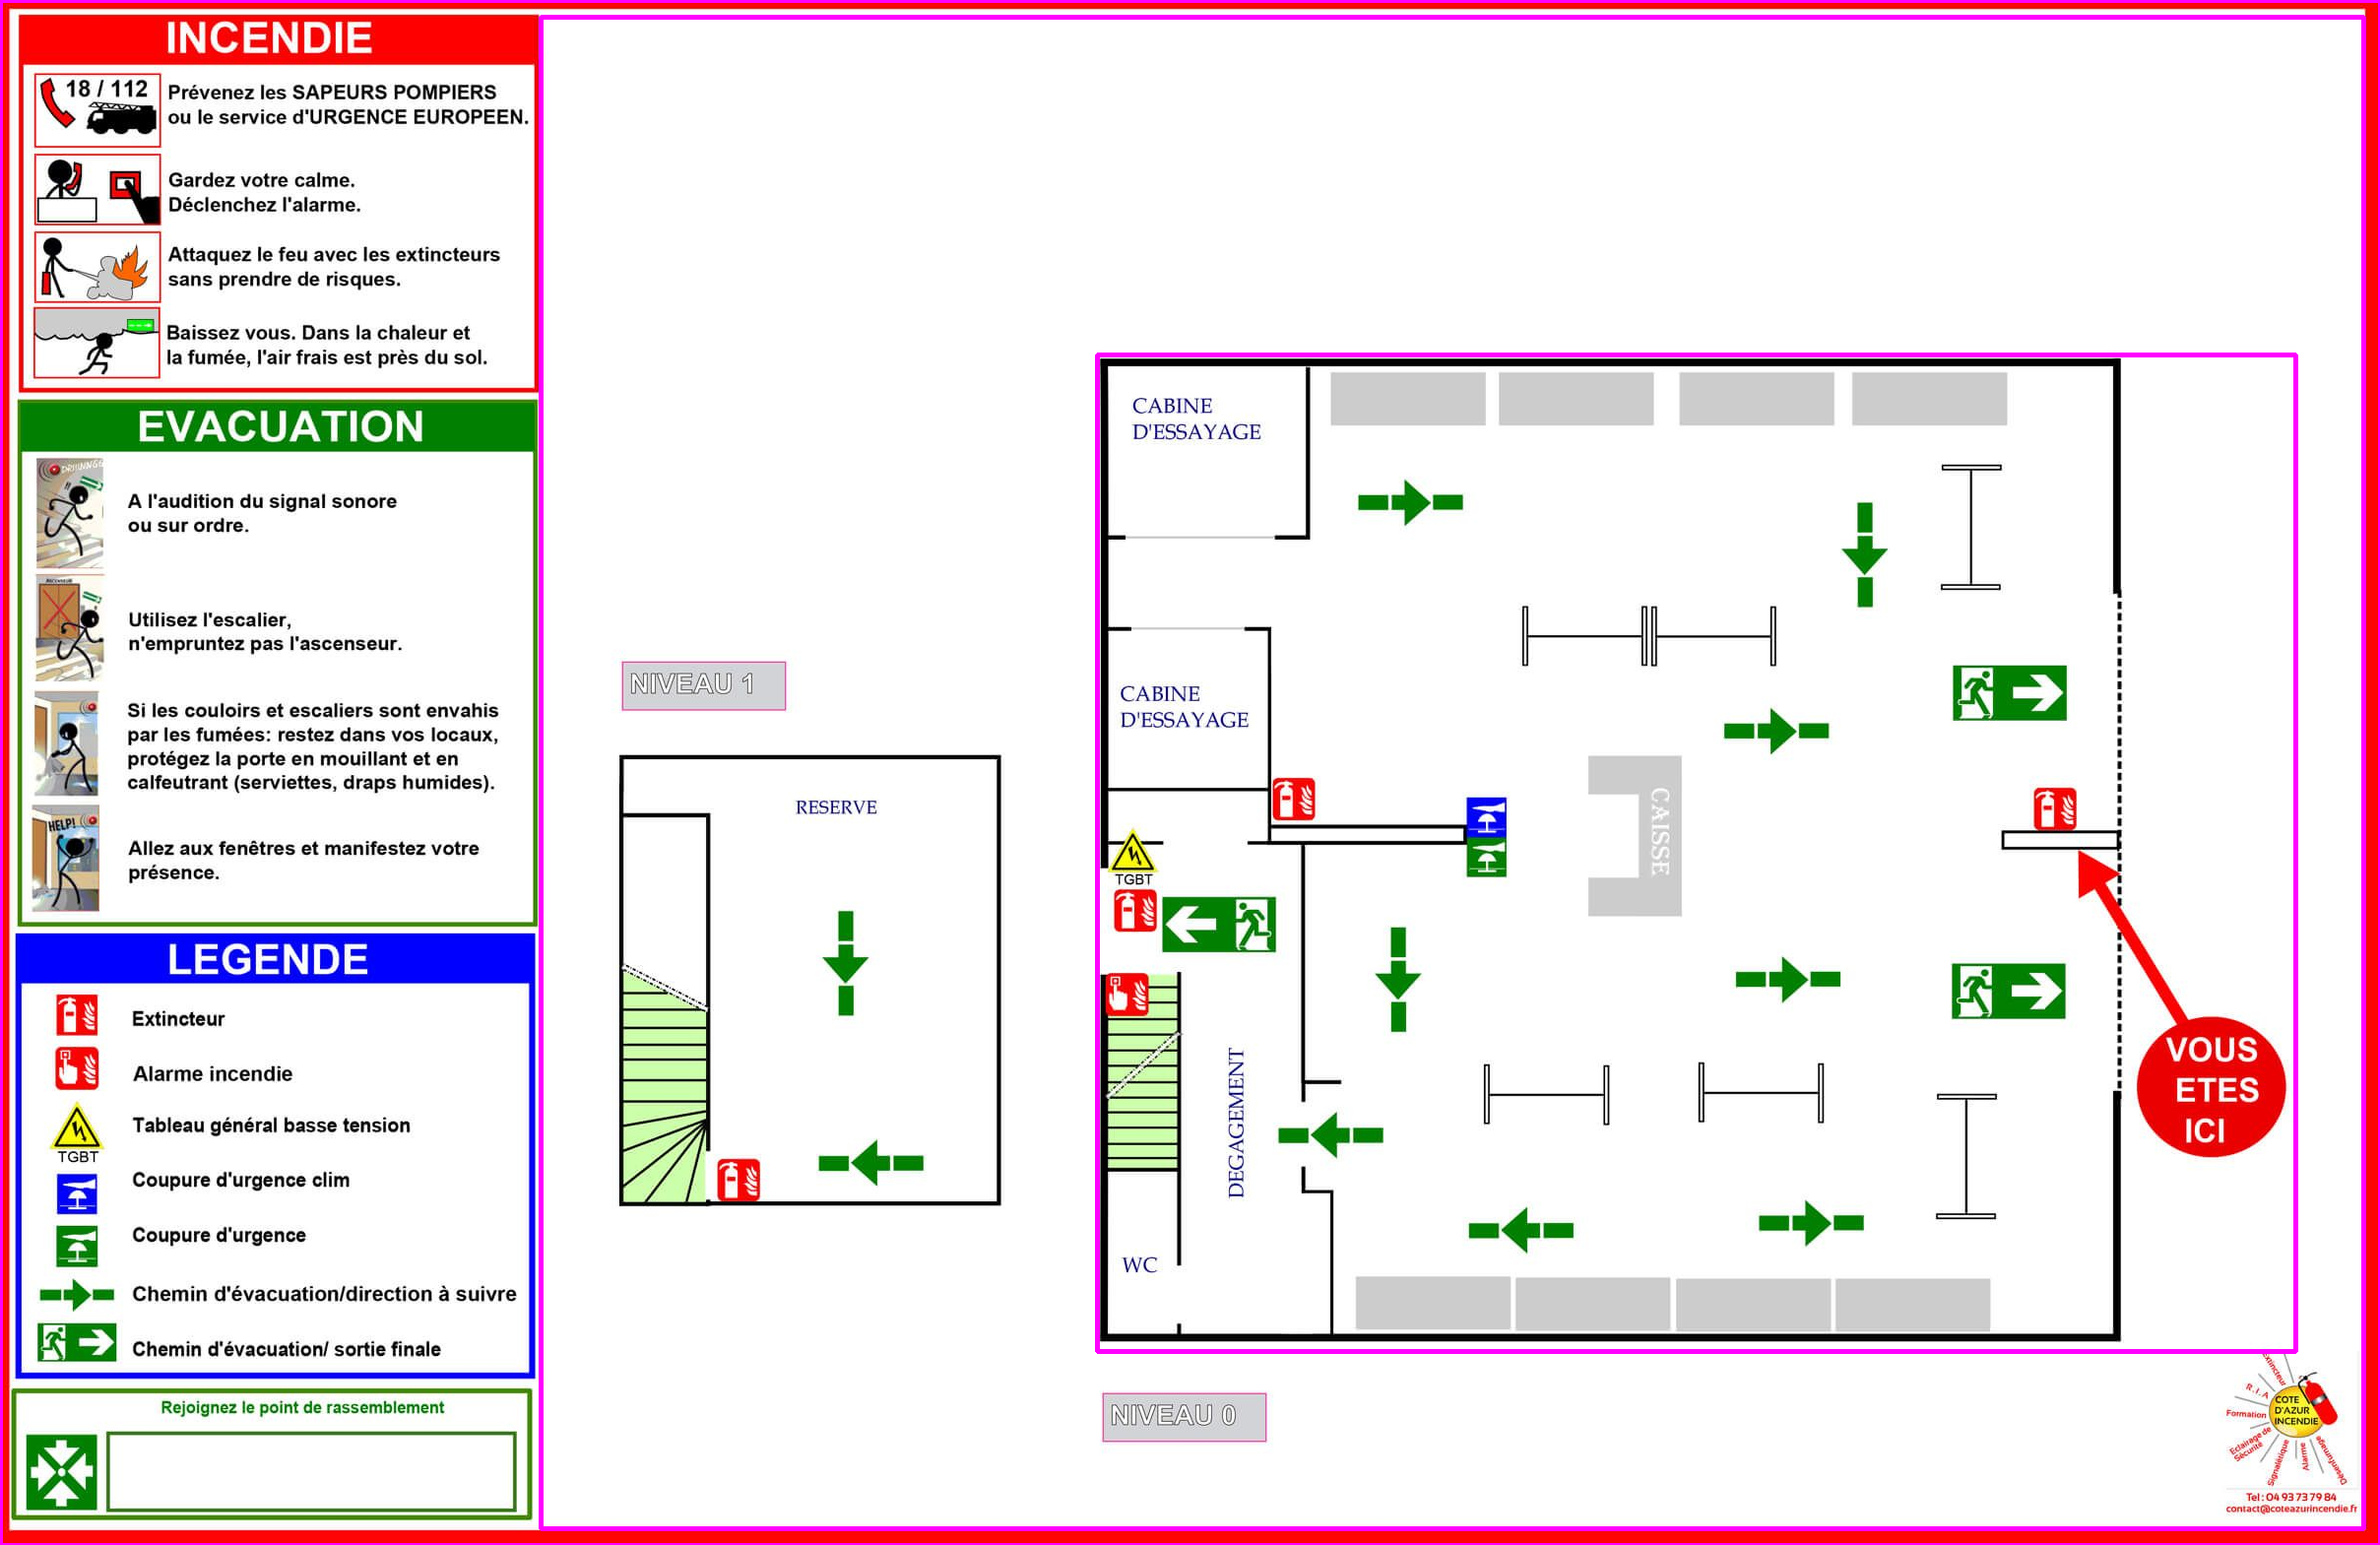 INCENDIE
18 / 112
Prévenez les SAPEURS POMPIERS
ou le service d'URGENCE EUROPEEN.
Gardez votre calme.
Déclenchez l'alarme.
Attaquez le feu avec les extincteurs
sans prendre de risques.
Baissez vous. Dans la chaleur et
la fumée, l'air frais est près du sol.
EVACUATION
A l'audition du signal sonore
ou sur ordre.
ASCENSEUR
Utilisez l'escalier,
n'empruntez pas l'ascenseur.
Si les couloirs et escaliers sont envahis
par les fumées: restez dans vos locaux,
protégez la porte en mouillant et en
calfeutrant (serviettes, draps humides).
HELP!
Allez aux fenêtres et manifestez votre
présence.
LEGENDE
Extincteur
Alarme incendie
Tableau général basse tension
TGBT
Coupure d'urgence clim
Coupure d'urgence
Chemin d'évacuation/direction à suivre
Chemin d'évacuation/ sortie finale
Rejoignez le point de rassemblement
NIVEAU 1
RESERVE
CABINE
D'ESSAYAGE
CABINE
D'ESSAYAGE
TGBT
CAISSE
DEGAGEMENT
WC
VOUS
ETES
ICI
NIVEAU 0
Extincteur
R.I.A
Formation
Eclairage de
Sécurité
Signalétique
Alarme
Désenfumage
COTE
D'AZUR
INCENDIE
Tel : 04 93 73 79 84
contact@coteazurincendie.fr